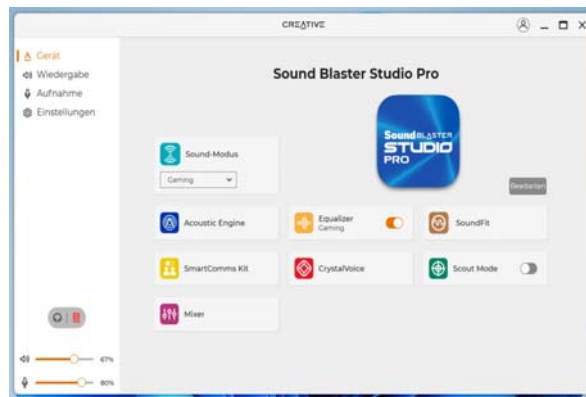 CREATIVE
Gerät
Wiedergabe
Aufnahme
Einstellungen
Sound Blaster Studio Pro
Sound BLASTER
STUDIO
PRO
Sound-Modus
Gaming
Bearbeiten
Acoustic Engine
Equalizer
Gaming
SoundFit
SmartComms Kit
CrystalVoice
Scout Mode
Mixer
67%
80%